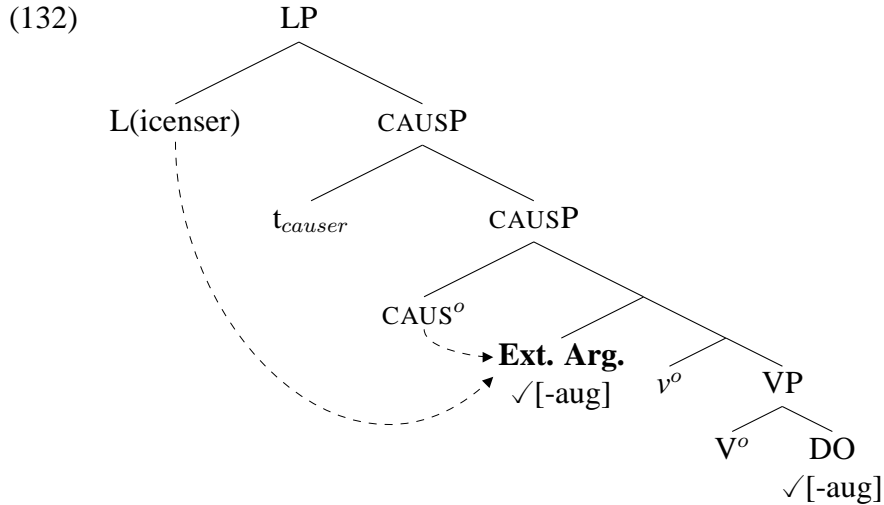 (132) LP
L(icenser) CAUSP
t_causer CAUSP
CAUS^o
Ext. Arg. v^o VP
✓[-aug]
V^o DO
✓[-aug]